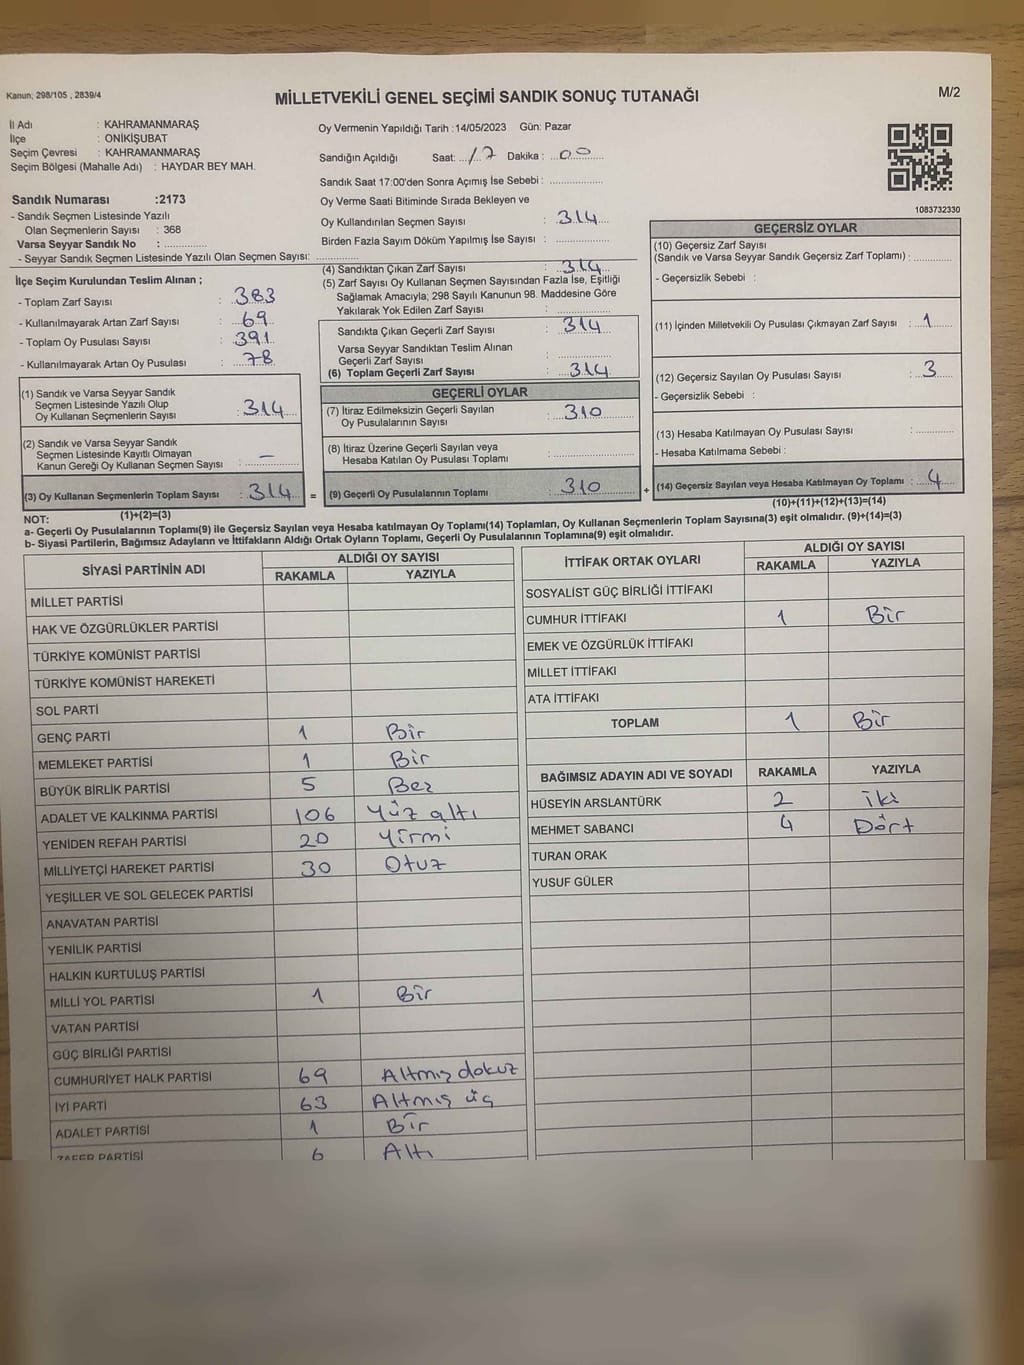 Kanun; 298/105 , 2839/4
MİLLETVEKİLİ GENEL SEÇİMİ SANDIK SONUÇ TUTANAĞI
M/2
İl Adı : KAHRAMANMARAŞ
İlçe : ONİKİŞUBAT
Seçim Çevresi : KAHRAMANMARAŞ
Seçim Bölgesi (Mahalle Adı) : HAYDAR BEY MAH.
Sandık Numarası :2173
- Sandık Seçmen Listesinde Yazılı
Olan Seçmenlerin Sayısı : 368
Varsa Seyyar Sandık No : ..............
- Seyyar Sandık Seçmen Listesinde Yazılı Olan Seçmen Sayısı: ..............
Oy Vermenin Yapıldığı Tarih :14/05/2023 Gün: Pazar
Sandığın Açıldığı Saat: 17 Dakika : 00
Sandık Saat 17:00'den Sonra Açımış İse Sebebi : ..................
Oy Verme Saati Bitiminde Sırada Bekleyen ve
Oy Kullandırılan Seçmen Sayısı : 314
Birden Fazla Sayım Döküm Yapılmış İse Sayısı : ..................
1083732330
İlçe Seçim Kurulundan Teslim Alınan ;
- Toplam Zarf Sayısı : 383
- Kullanılmayarak Artan Zarf Sayısı : 69
- Toplam Oy Pusulası Sayısı : 391
- Kullanılmayarak Artan Oy Pusulası : 78
(1) Sandık ve Varsa Seyyar Sandık
Seçmen Listesinde Yazılı Olup
Oy Kullanan Seçmenlerin Sayısı : 314
(2) Sandık ve Varsa Seyyar Sandık
Seçmen Listesinde Kayıtlı Olmayan
Kanun Gereği Oy Kullanan Seçmen Sayısı : –
(3) Oy Kullanan Seçmenlerin Toplam Sayısı : 314 =
(1)+(2)=(3)
(4) Sandıktan Çıkan Zarf Sayısı : 314
(5) Zarf Sayısı Oy Kullanan Seçmen Sayısından Fazla İse, Eşitliği
Sağlamak Amacıyla; 298 Sayılı Kanunun 98. Maddesine Göre
Yakılarak Yok Edilen Zarf Sayısı : ..................
Sandıkta Çıkan Geçerli Zarf Sayısı : 314
Varsa Seyyar Sandıktan Teslim Alınan
Geçerli Zarf Sayısı : ..................
(6) Toplam Geçerli Zarf Sayısı : 314
GEÇERLİ OYLAR
(7) İtiraz Edilmeksizin Geçerli Sayılan
Oy Pusulalarının Sayısı : 310
(8) İtiraz Üzerine Geçerli Sayılan veya
Hesaba Katılan Oy Pusulası Toplamı : ..................
(9) Geçerli Oy Pusulalarının Toplamı : 310 +
GEÇERSİZ OYLAR
(10) Geçersiz Zarf Sayısı
(Sandık ve Varsa Seyyar Sandık Geçersiz Zarf Toplamı) : ..............
- Geçersizlik Sebebi :
(11) İçinden Milletvekili Oy Pusulası Çıkmayan Zarf Sayısı : 1
(12) Geçersiz Sayılan Oy Pusulası Sayısı : 3
- Geçersizlik Sebebi :
(13) Hesaba Katılmayan Oy Pusulası Sayısı : ..............
- Hesaba Katılmama Sebebi :
(14) Geçersiz Sayılan veya Hesaba Katılmayan Oy Toplamı : 4
(10)+(11)+(12)+(13)=(14)
NOT:
a- Geçerli Oy Pusulalarının Toplamı(9) ile Geçersiz Sayılan veya Hesaba katılmayan Oy Toplamı(14) Toplamları, Oy Kullanan Seçmenlerin Toplam Sayısına(3) eşit olmalıdır. (9)+(14)=(3)
b- Siyasi Partilerin, Bağımsız Adayların ve İttifakların Aldığı Ortak Oyların Toplamı, Geçerli Oy Pusulalarının Toplamına(9) eşit olmalıdır.
SİYASİ PARTİNİN ADI ALDIĞI OY SAYISI
RAKAMLA YAZIYLA
MİLLET PARTİSİ
HAK VE ÖZGÜRLÜKLER PARTİSİ
TÜRKİYE KOMÜNİST PARTİSİ
TÜRKİYE KOMÜNİST HAREKETİ
SOL PARTİ
GENÇ PARTİ 1 Bir
MEMLEKET PARTİSİ 1 Bir
BÜYÜK BİRLİK PARTİSİ 5 Beş
ADALET VE KALKINMA PARTİSİ 106 Yüz altı
YENİDEN REFAH PARTİSİ 20 Yirmi
MİLLİYETÇİ HAREKET PARTİSİ 30 Otuz
YEŞİLLER VE SOL GELECEK PARTİSİ
ANAVATAN PARTİSİ
YENİLİK PARTİSİ
HALKIN KURTULUŞ PARTİSİ
MİLLİ YOL PARTİSİ 1 Bir
VATAN PARTİSİ
GÜÇ BİRLİĞİ PARTİSİ
CUMHURİYET HALK PARTİSİ 69 Altmış dokuz
İYİ PARTİ 63 Altmış üç
ADALET PARTİSİ 1 Bir
ZAFER PARTİSİ 6 Altı
İTTİFAK ORTAK OYLARI ALDIĞI OY SAYISI
RAKAMLA YAZIYLA
SOSYALİST GÜÇ BİRLİĞİ İTTİFAKI
CUMHUR İTTİFAKI 1 Bir
EMEK VE ÖZGÜRLÜK İTTİFAKI
MİLLET İTTİFAKI
ATA İTTİFAKI
TOPLAM 1 Bir
BAĞIMSIZ ADAYIN ADI VE SOYADI RAKAMLA YAZIYLA
HÜSEYİN ARSLANTÜRK 2 iki
MEHMET SABANCI 4 Dört
TURAN ORAK
YUSUF GÜLER